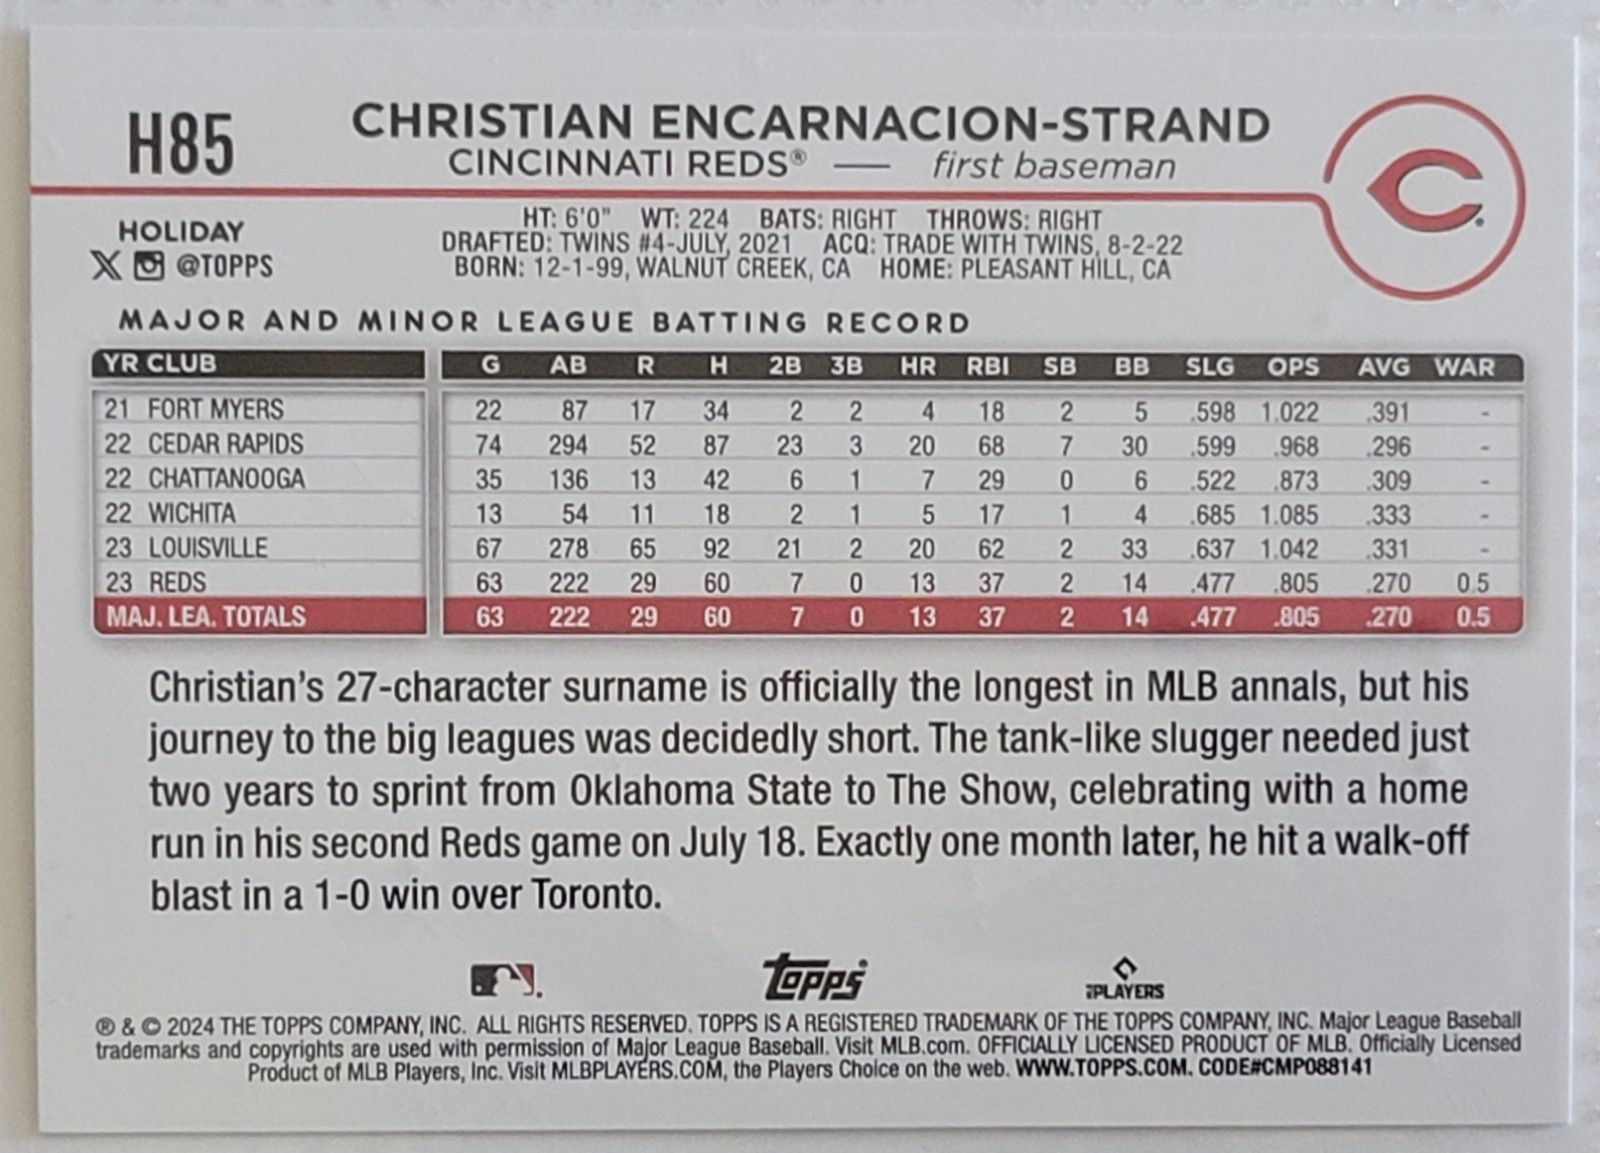 H85
CHRISTIAN ENCARNACION-STRAND
CINCINNATI REDS® — first baseman
C
HOLIDAY
X @TOPPS
HT: 6'0" WT: 224 BATS: RIGHT THROWS: RIGHT
DRAFTED: TWINS #4-JULY, 2021 ACQ: TRADE WITH TWINS, 8-2-22
BORN: 12-1-99, WALNUT CREEK, CA HOME: PLEASANT HILL, CA
MAJOR AND MINOR LEAGUE BATTING RECORD
YR CLUB G AB R H 2B 3B HR RBI SB BB SLG OPS AVG WAR
21 FORT MYERS 22 87 17 34 2 2 4 18 2 5 .598 1.022 .391 -
22 CEDAR RAPIDS 74 294 52 87 23 3 20 68 7 30 .599 .968 .296 -
22 CHATTANOOGA 35 136 13 42 6 1 7 29 0 6 .522 .873 .309 -
22 WICHITA 13 54 11 18 2 1 5 17 1 4 .685 1.085 .333 -
23 LOUISVILLE 67 278 65 92 21 2 20 62 2 33 .637 1.042 .331 -
23 REDS 63 222 29 60 7 0 13 37 2 14 .477 .805 .270 0.5
MAJ. LEA. TOTALS 63 222 29 60 7 0 13 37 2 14 .477 .805 .270 0.5
Christian's 27-character surname is officially the longest in MLB annals, but his
journey to the big leagues was decidedly short. The tank-like slugger needed just
two years to sprint from Oklahoma State to The Show, celebrating with a home
run in his second Reds game on July 18. Exactly one month later, he hit a walk-off
blast in a 1-0 win over Toronto.
Topps
MLBPLAYERS
® & © 2024 THE TOPPS COMPANY, INC. ALL RIGHTS RESERVED. TOPPS IS A REGISTERED TRADEMARK OF THE TOPPS COMPANY, INC. Major League Baseball
trademarks and copyrights are used with permission of Major League Baseball. Visit MLB.com. OFFICIALLY LICENSED PRODUCT OF MLB. Officially Licensed
Product of MLB Players, Inc. Visit MLBPLAYERS.COM, the Players Choice on the web. WWW.TOPPS.COM. CODE#CMP088141